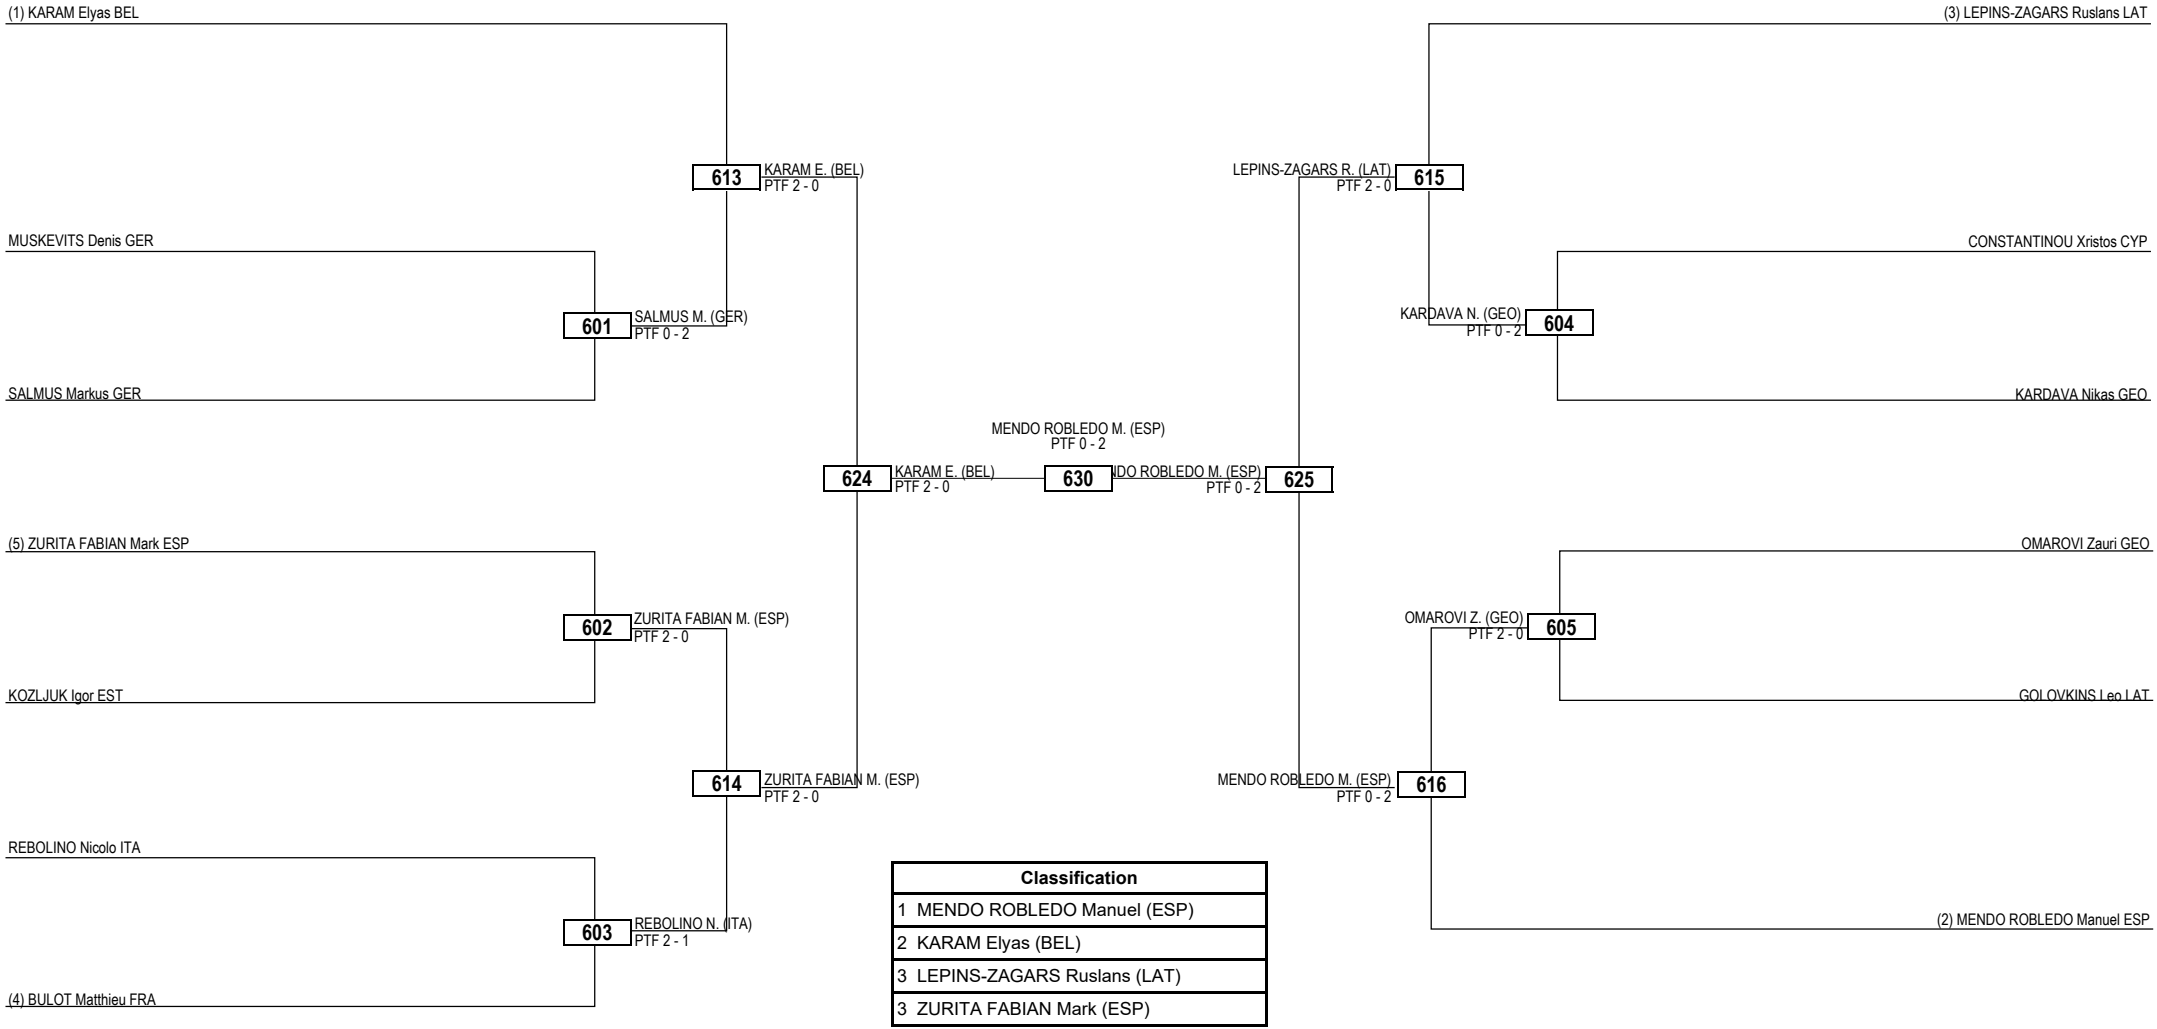 (1) KARAM Elyas BEL
(3) LEPINS-ZAGARS Ruslans LAT
613
KARAM E. (BEL)
PTF 2 - 0
LEPINS-ZAGARS R. (LAT)
PTF 2 - 0
615
MUSKEVITS Denis GER
CONSTANTINOU Xristos CYP
601
SALMUS M. (GER)
PTF 0 - 2
KARDAVA N. (GEO)
PTF 0 - 2
604
SALMUS Markus GER
KARDAVA Nikas GEO
MENDO ROBLEDO M. (ESP)
PTF 0 - 2
624
KARAM E. (BEL)
PTF 2 - 0
630
NDO ROBLEDO M. (ESP)
PTF 0 - 2
625
(5) ZURITA FABIAN Mark ESP
OMAROVI Zauri GEO
602
ZURITA FABIAN M. (ESP)
PTF 2 - 0
OMAROVI Z. (GEO)
PTF 2 - 0
605
KOZLJUK Igor EST
GOLOVKINS Leo LAT
614
ZURITA FABIAN M. (ESP)
PTF 2 - 0
MENDO ROBLEDO M. (ESP)
PTF 0 - 2
616
REBOLINO Nicolo ITA
603
REBOLINO N. (ITA)
PTF 2 - 1
(2) MENDO ROBLEDO Manuel ESP
(4) BULOT Matthieu FRA
Classification
1 MENDO ROBLEDO Manuel (ESP)
2 KARAM Elyas (BEL)
3 LEPINS-ZAGARS Ruslans (LAT)
3 ZURITA FABIAN Mark (ESP)